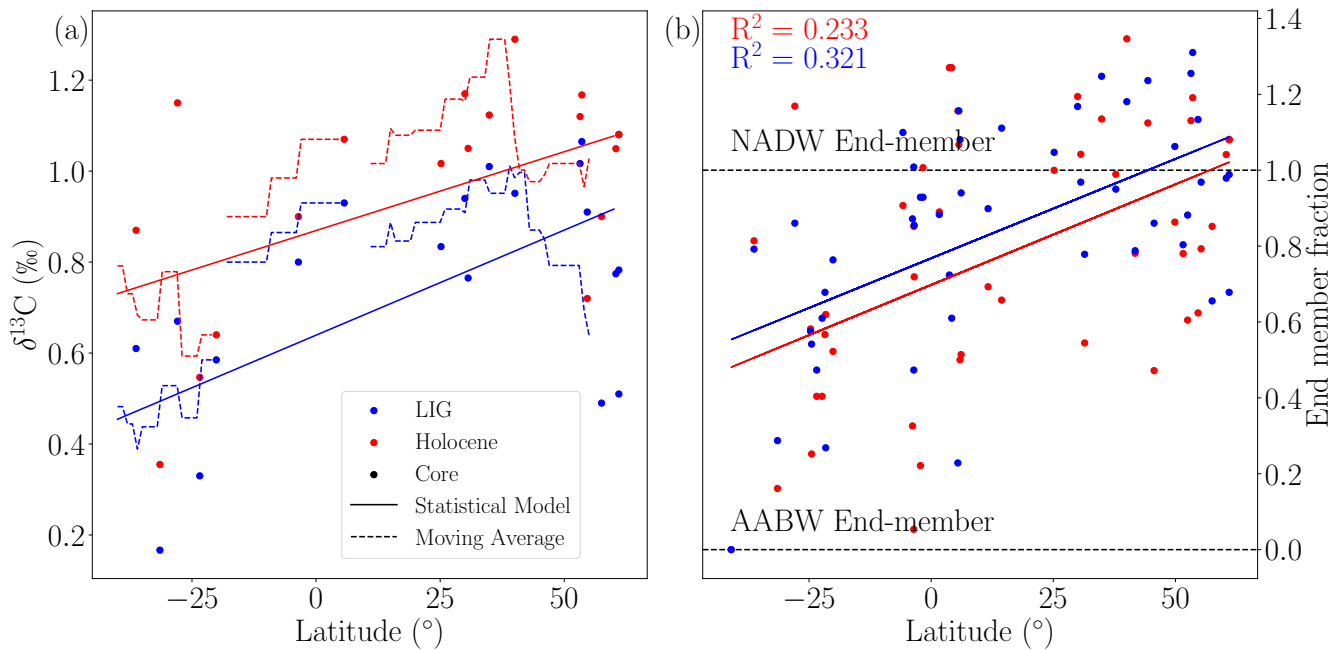 (a)
1.2
1.0
0.8
0.6
0.4
0.2
δ¹³C (‰)
−25
0
25
50
Latitude (°)
LIG
Holocene
Core
Statistical Model
Moving Average
(b)
R² = 0.233
R² = 0.321
NADW End-member
AABW End-member
1.4
1.2
1.0
0.8
0.6
0.4
0.2
0.0
End member fraction
−25
0
25
50
Latitude (°)